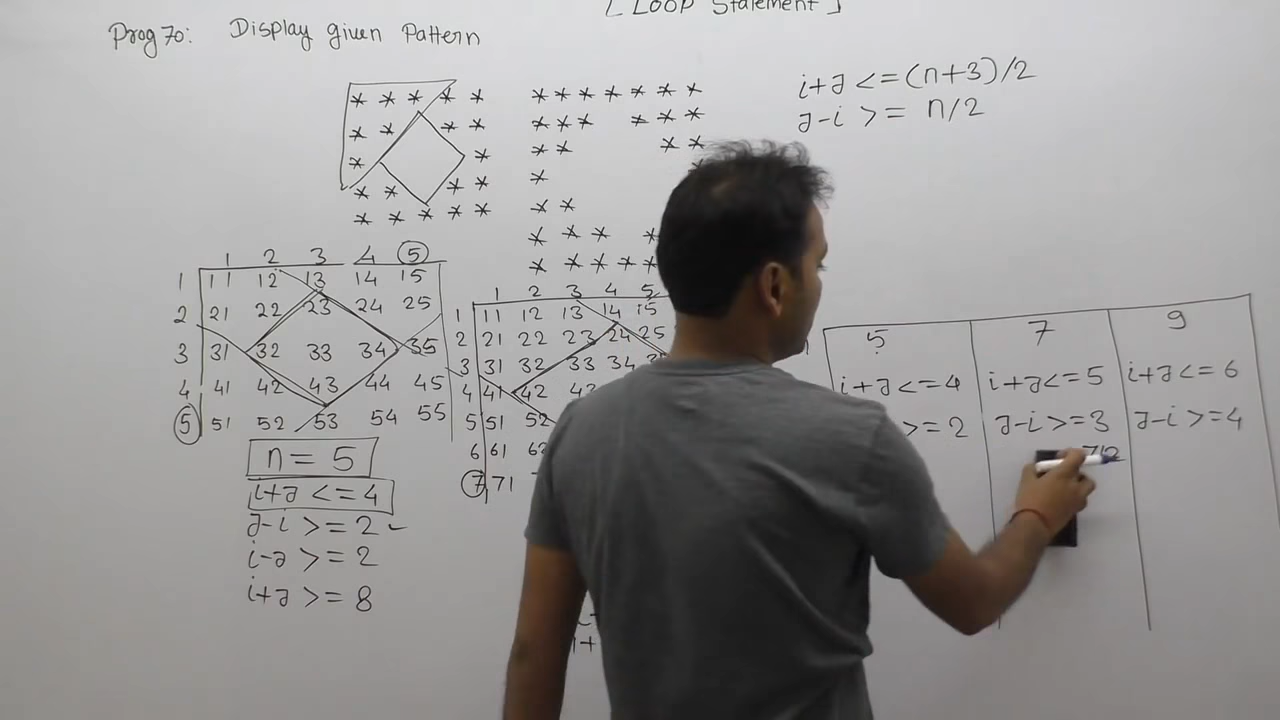 [ Loop Statement ]
Prog 70: Display given Pattern
i+J <= (n+3)/2
J-i >= n/2
* * * * *
* * * *
* *
* * * *
* * * * *
* * * * * * *
* * * * * *
* * * *
*
* *
* * * *
* * * * *
1 2 3 4 5
1 11 12 13 14 15
2 21 22 23 24 25
3 31 32 33 34 35
4 41 42 43 44 45
5 51 52 53 54 55
n = 5
i+J <= 4
J-i >= 2
i-J >= 2
i+J >= 8
1 2 3 4 5
1 11 12 13 14 15
2 21 22 23 24 25
3 31 32 33 34
4 41 42
5 51 52
6 61
7 71
5 7 9
i+J <= 4 i+J <= 5 i+J <= 6
>= 2 J-i >= 3 J-i >= 4
7/2